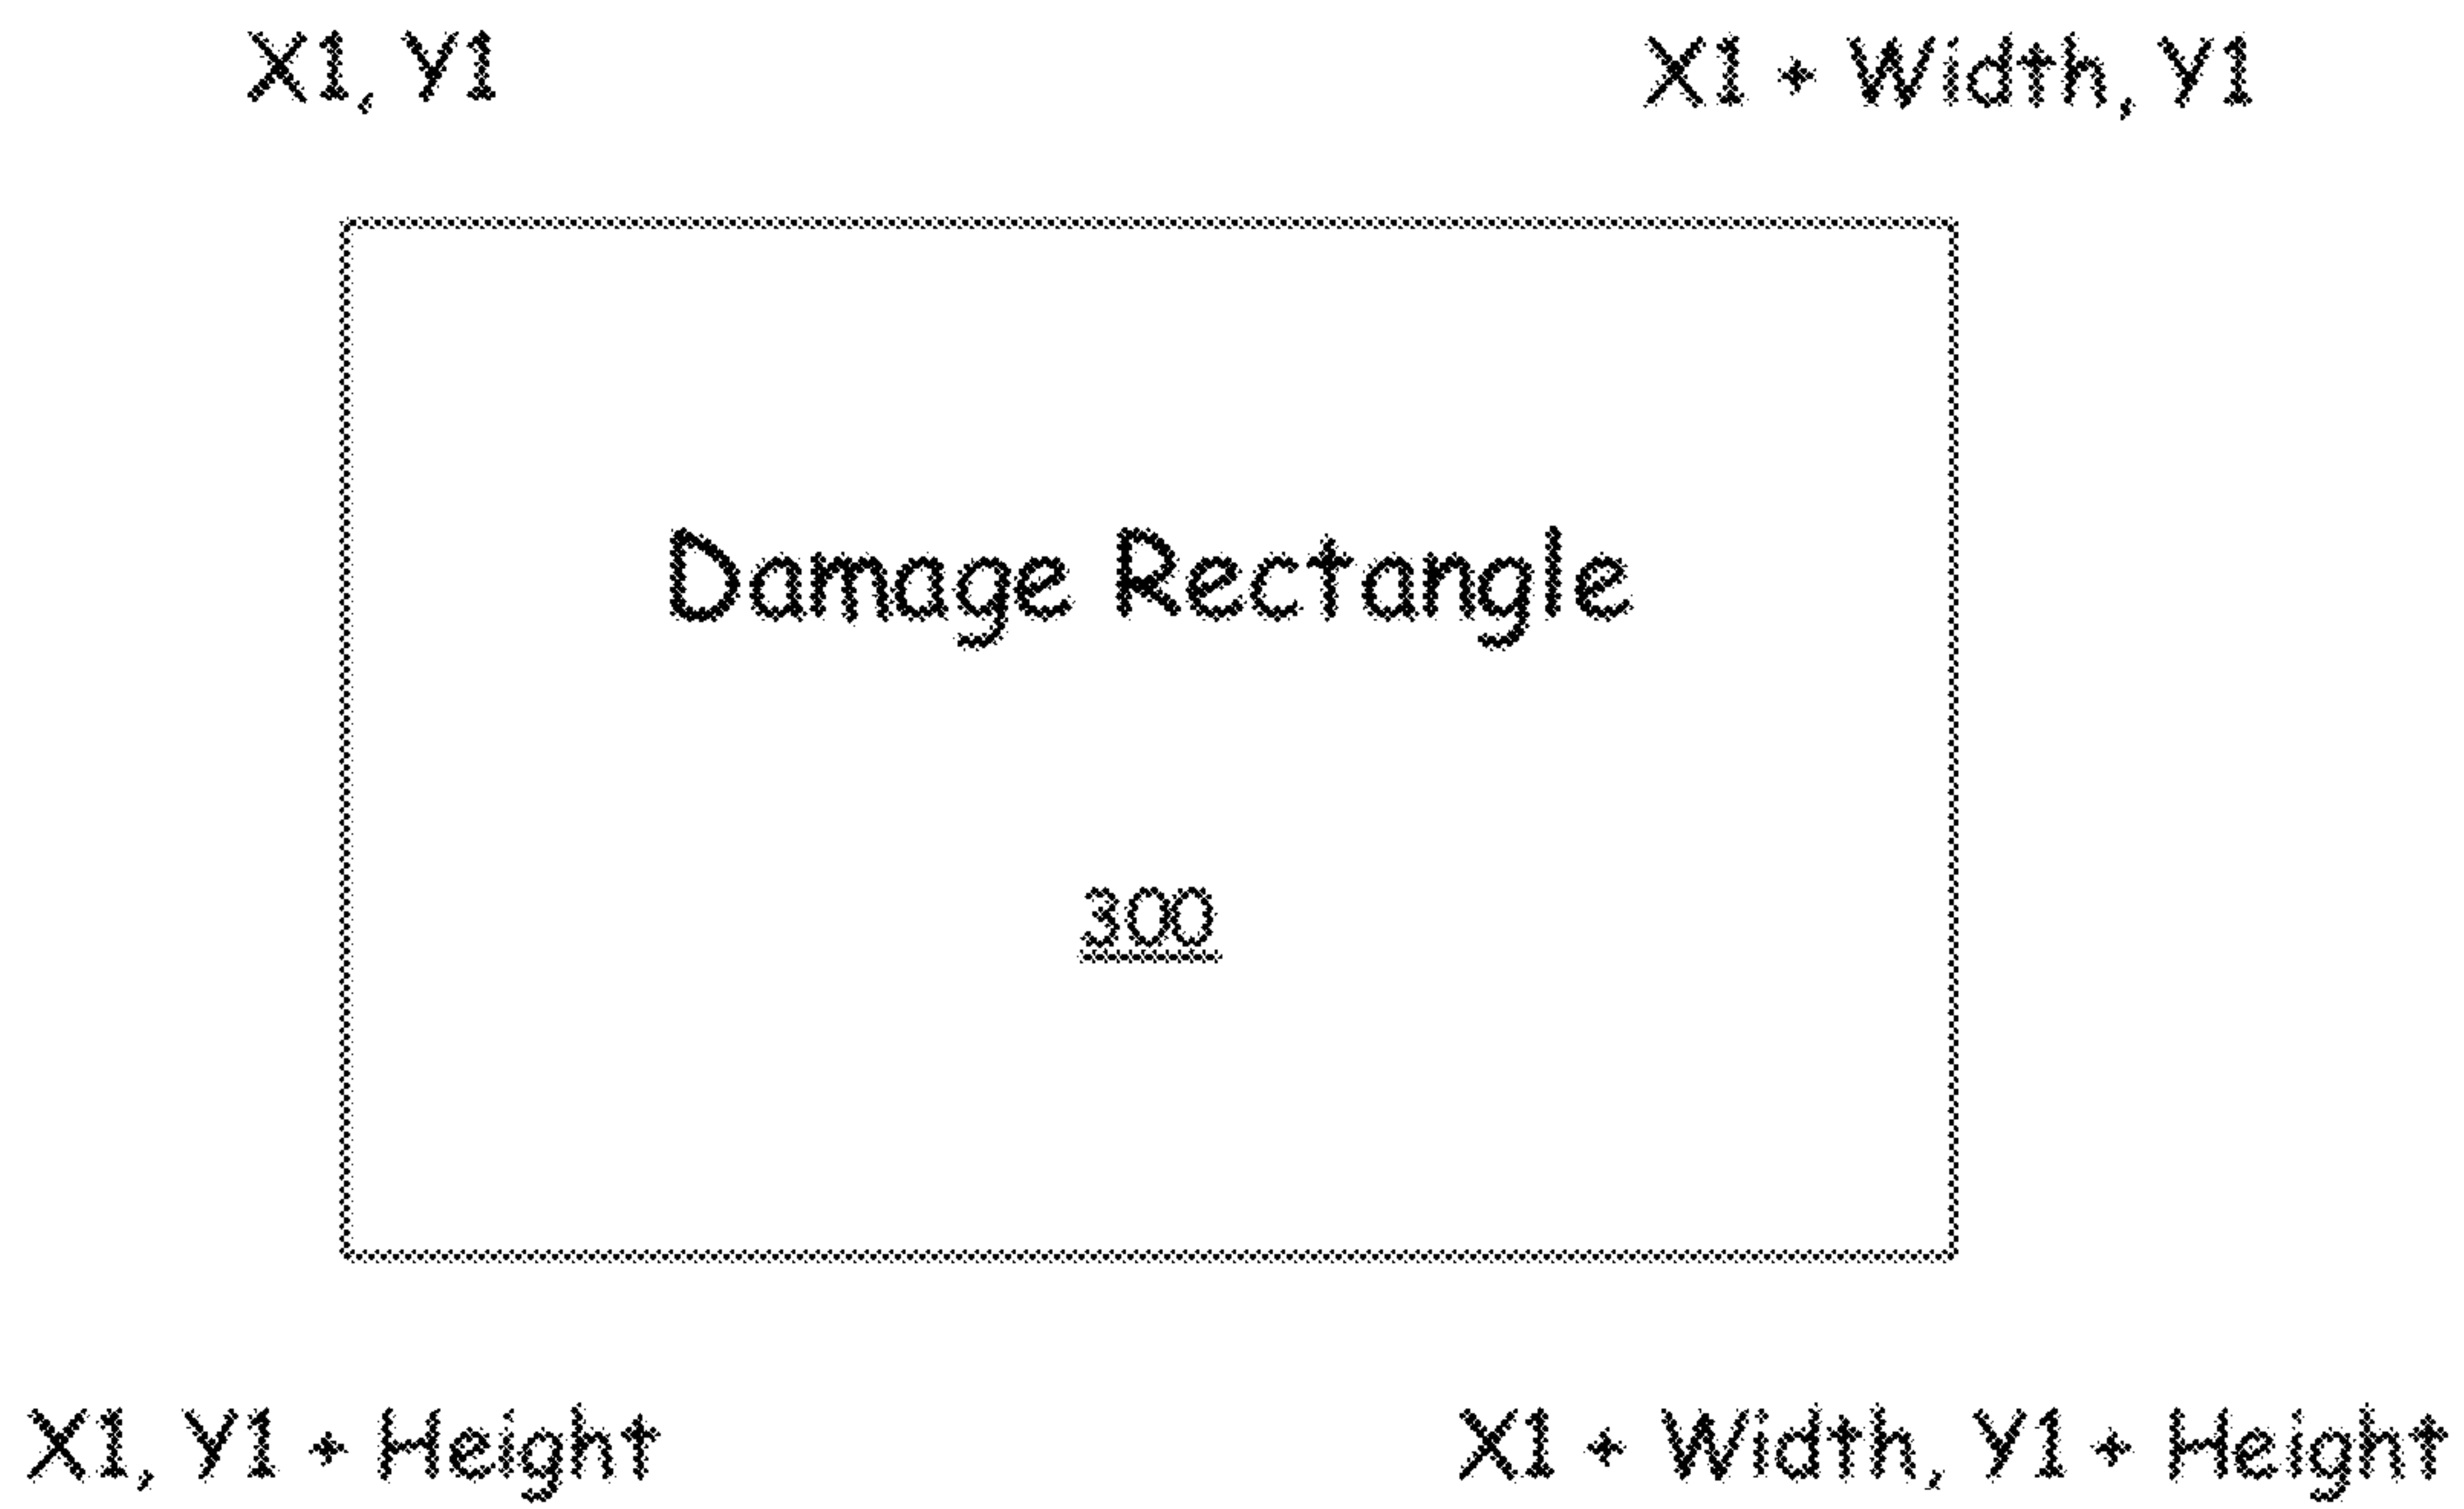 X1, Y1
X1 + Width, Y1
Damage Rectangle
300
X1, Y1 + Height
X1 + Width, Y1 + Height